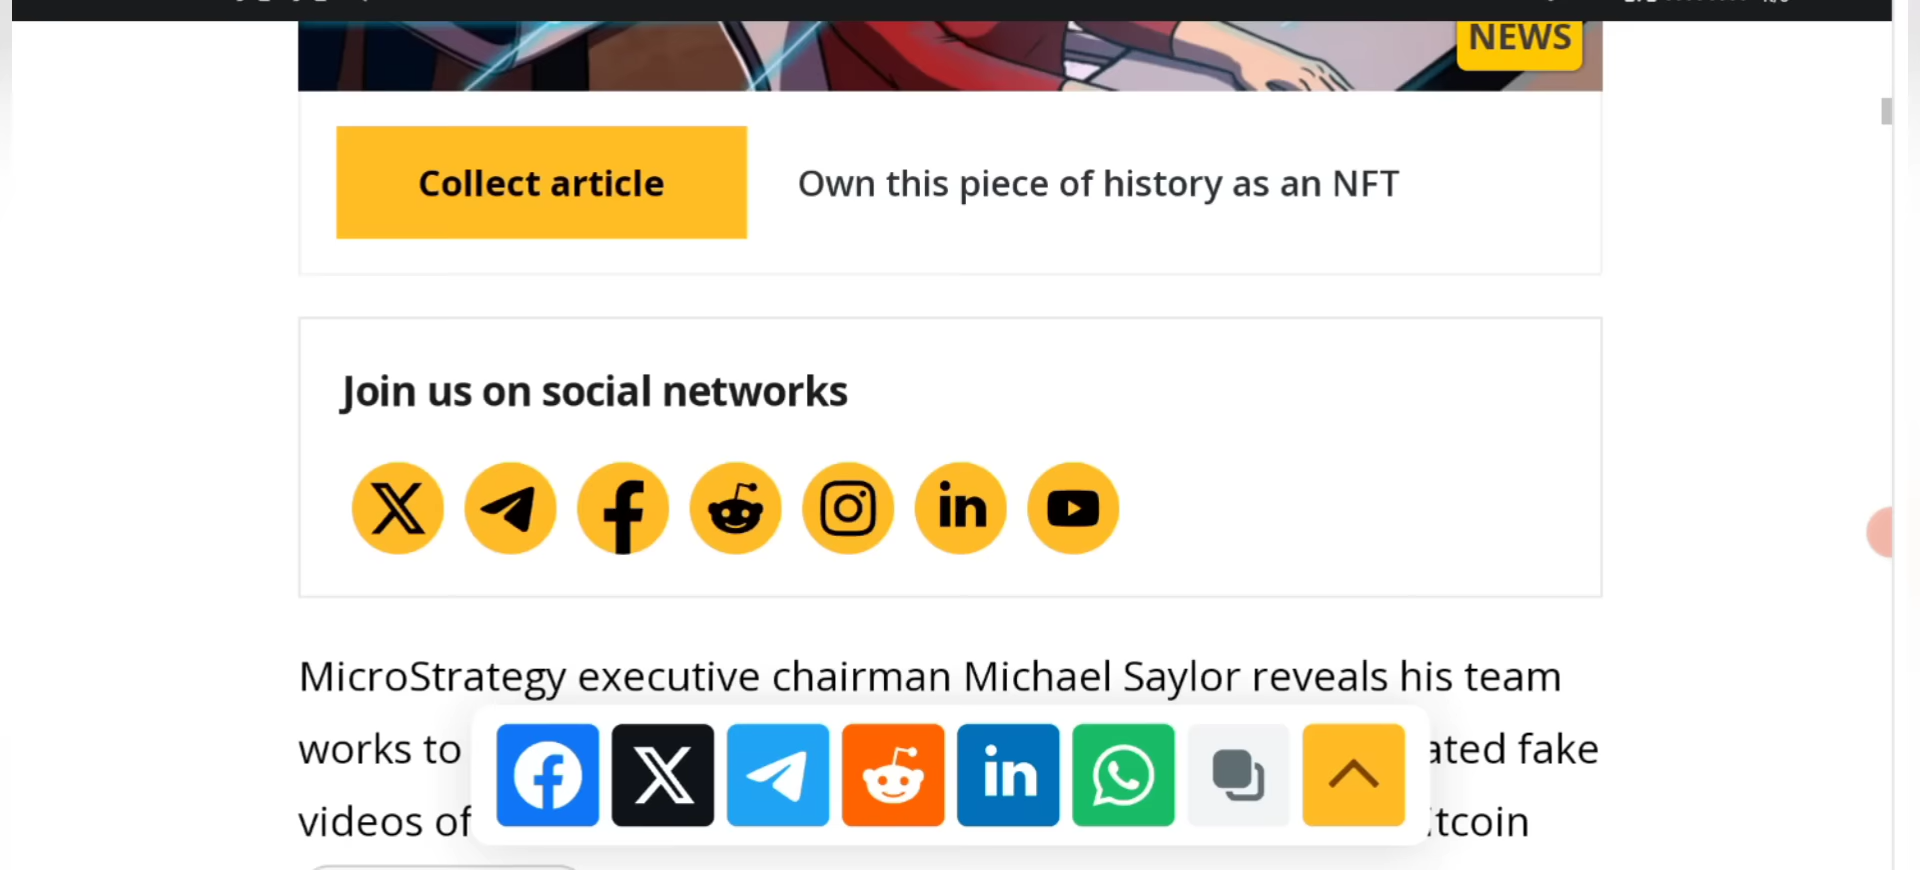 NEWS
Collect article
Own this piece of history as an NFT
Join us on social networks
MicroStrategy executive chairman Michael Saylor reveals his team
works to ated fake
videos of tcoin